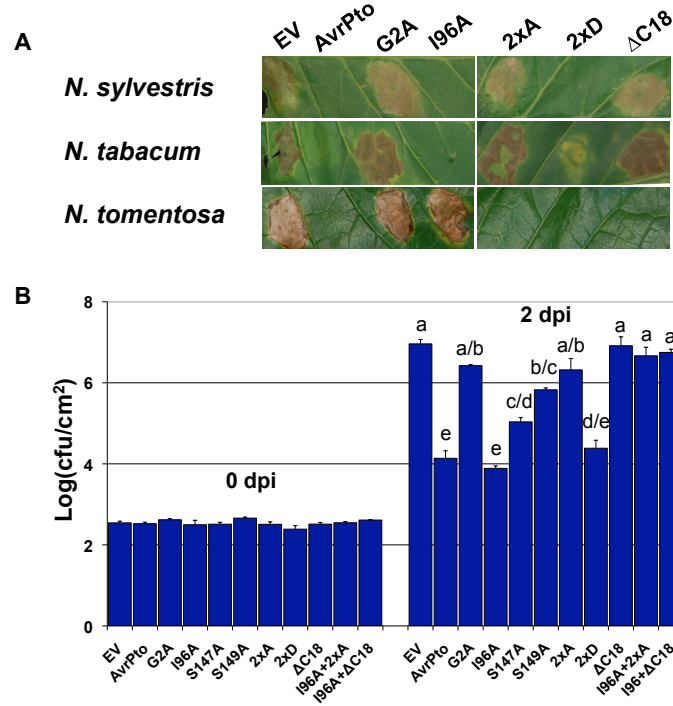 A
EV AvrPto G2A I96A 2xA 2xD ΔC18
N. sylvestris
N. tabacum
N. tomentosa
B
Log(cfu/cm²)
8
6
4
2
0
0 dpi
2 dpi
a e a/b e c/d b/c a/b d/e a a a
EV AvrPto G2A I96A S147A S149A 2xA 2xD ΔC18 I96A+2xA I96A+ΔC18
EV AvrPto G2A I96A S147A S149A 2xA 2xD ΔC18 I96A+2xA I96+ΔC18